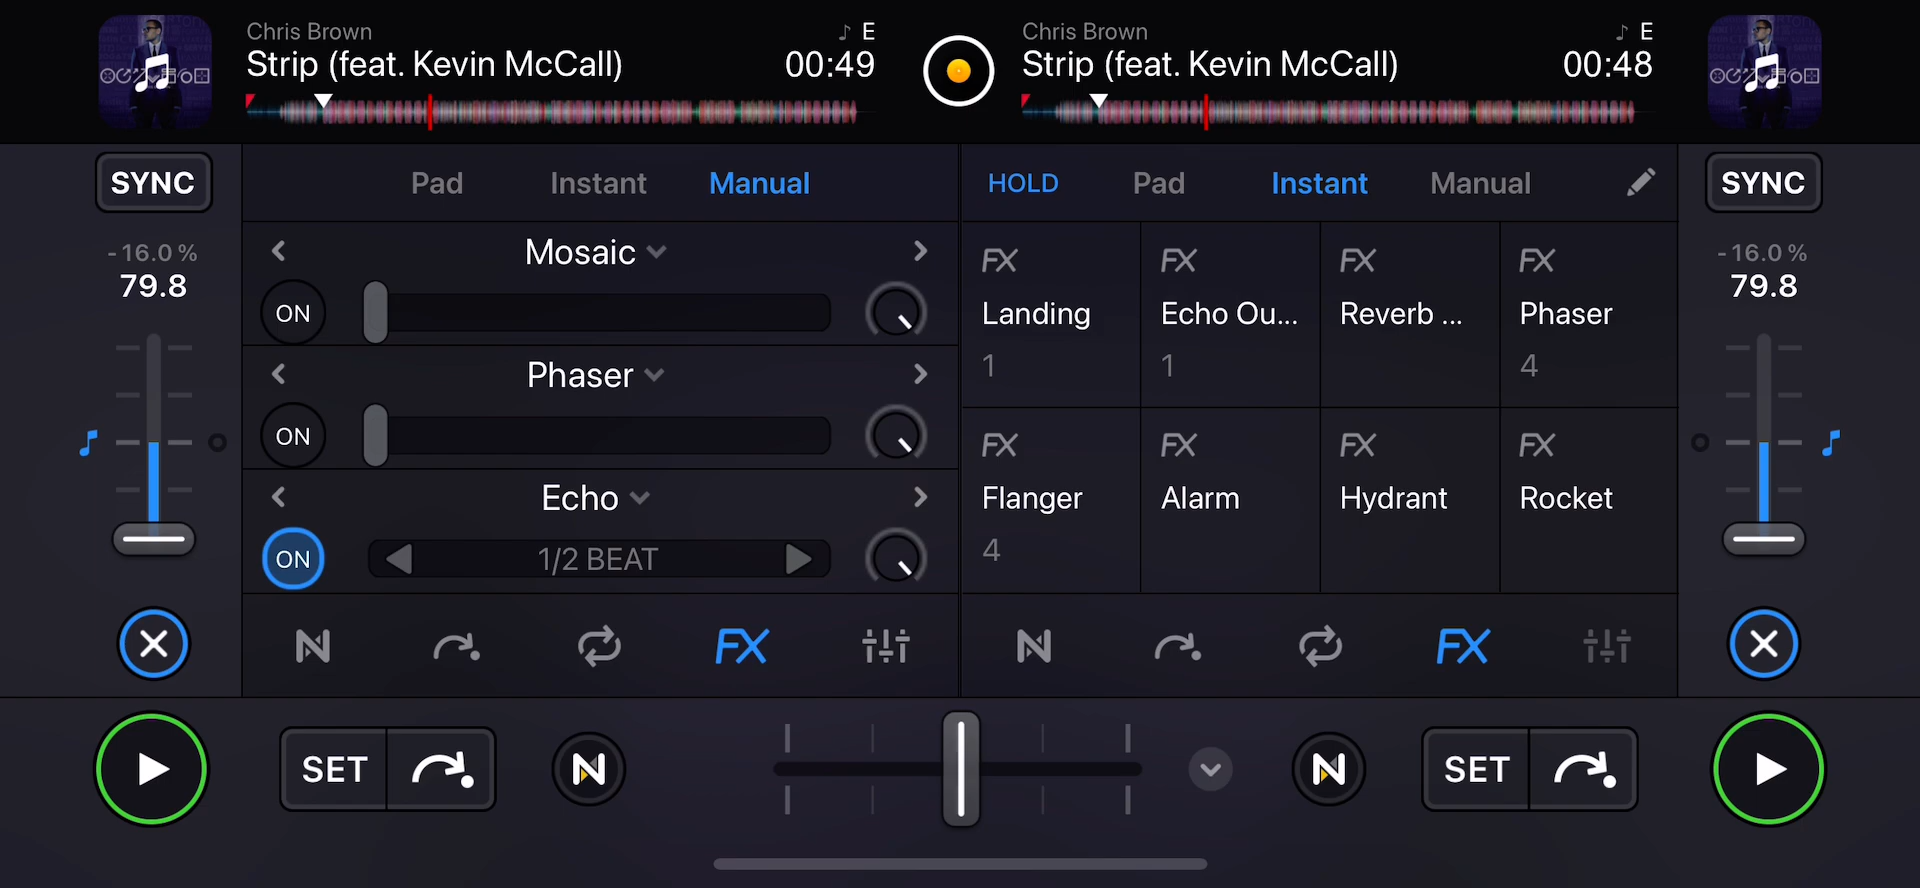 Chris Brown
Strip (feat. Kevin McCall)
E
00:49
Chris Brown
Strip (feat. Kevin McCall)
E
00:48
SYNC
-16.0%
79.8
Pad Instant Manual
Mosaic
ON
Phaser
ON
Echo
ON
1/2 BEAT
FX
HOLD Pad Instant Manual
FX FX FX FX
Landing Echo Ou... Reverb ... Phaser
1 1 4
FX FX FX FX
Flanger Alarm Hydrant Rocket
4
FX
SYNC
-16.0%
79.8
SET
N
N
SET